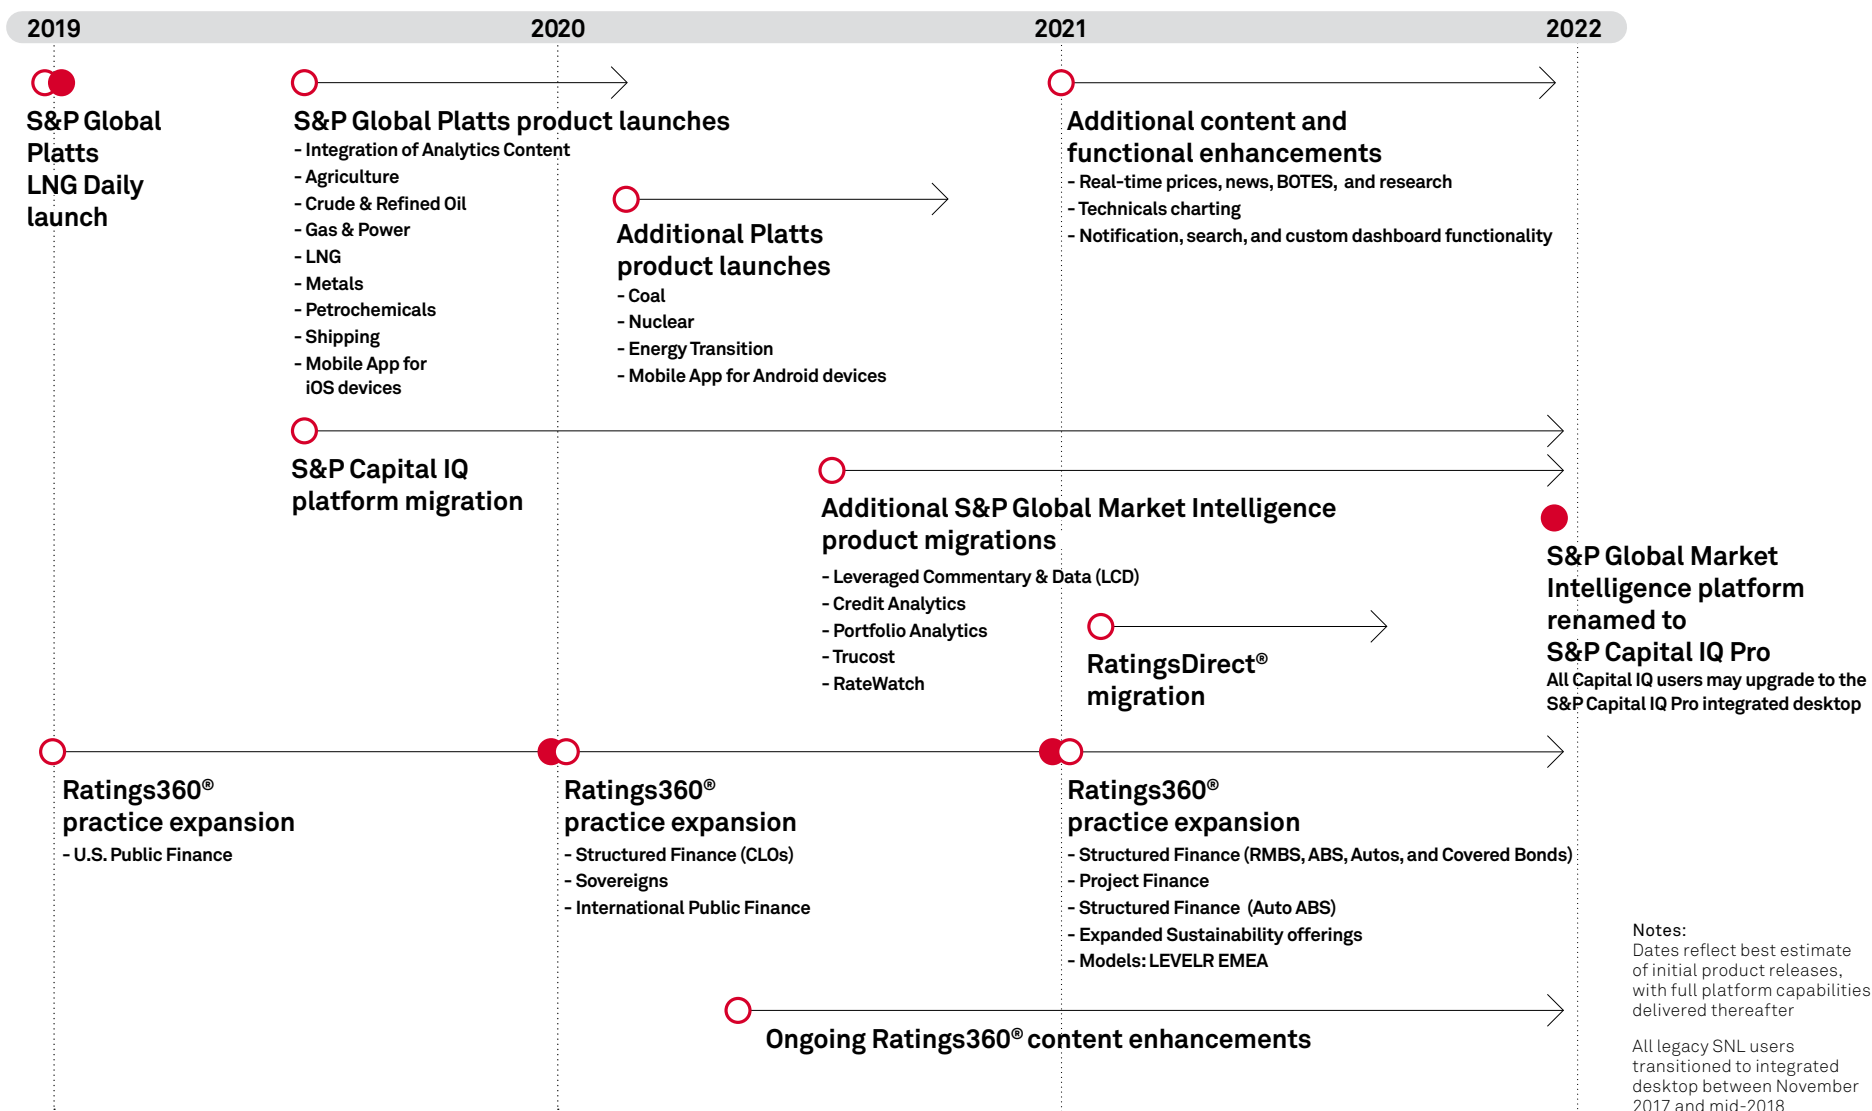 2019
2020
2021
2022
S&P Global
Platts
LNG Daily
launch
S&P Global Platts product launches
- Integration of Analytics Content
- Agriculture
- Crude & Refined Oil
- Gas & Power
- LNG
- Metals
- Petrochemicals
- Shipping
- Mobile App for
iOS devices
Additional Platts
product launches
- Coal
- Nuclear
- Energy Transition
- Mobile App for Android devices
Additional content and
functional enhancements
- Real-time prices, news, BOTES, and research
- Technicals charting
- Notification, search, and custom dashboard functionality
S&P Capital IQ
platform migration
Additional S&P Global Market Intelligence
product migrations
- Leveraged Commentary & Data (LCD)
- Credit Analytics
- Portfolio Analytics
- Trucost
- RateWatch
RatingsDirect®
migration
S&P Global Market
Intelligence platform
renamed to
S&P Capital IQ Pro
All Capital IQ users may upgrade to the
S&P Capital IQ Pro integrated desktop
Ratings360®
practice expansion
- U.S. Public Finance
Ratings360®
practice expansion
- Structured Finance (CLOs)
- Sovereigns
- International Public Finance
Ratings360®
practice expansion
- Structured Finance (RMBS, ABS, Autos, and Covered Bonds)
- Project Finance
- Structured Finance (Auto ABS)
- Expanded Sustainability offerings
- Models: LEVELR EMEA
Ongoing Ratings360® content enhancements
Notes:
Dates reflect best estimate
of initial product releases,
with full platform capabilities
delivered thereafter
All legacy SNL users
transitioned to integrated
desktop between November
2017 and mid-2018